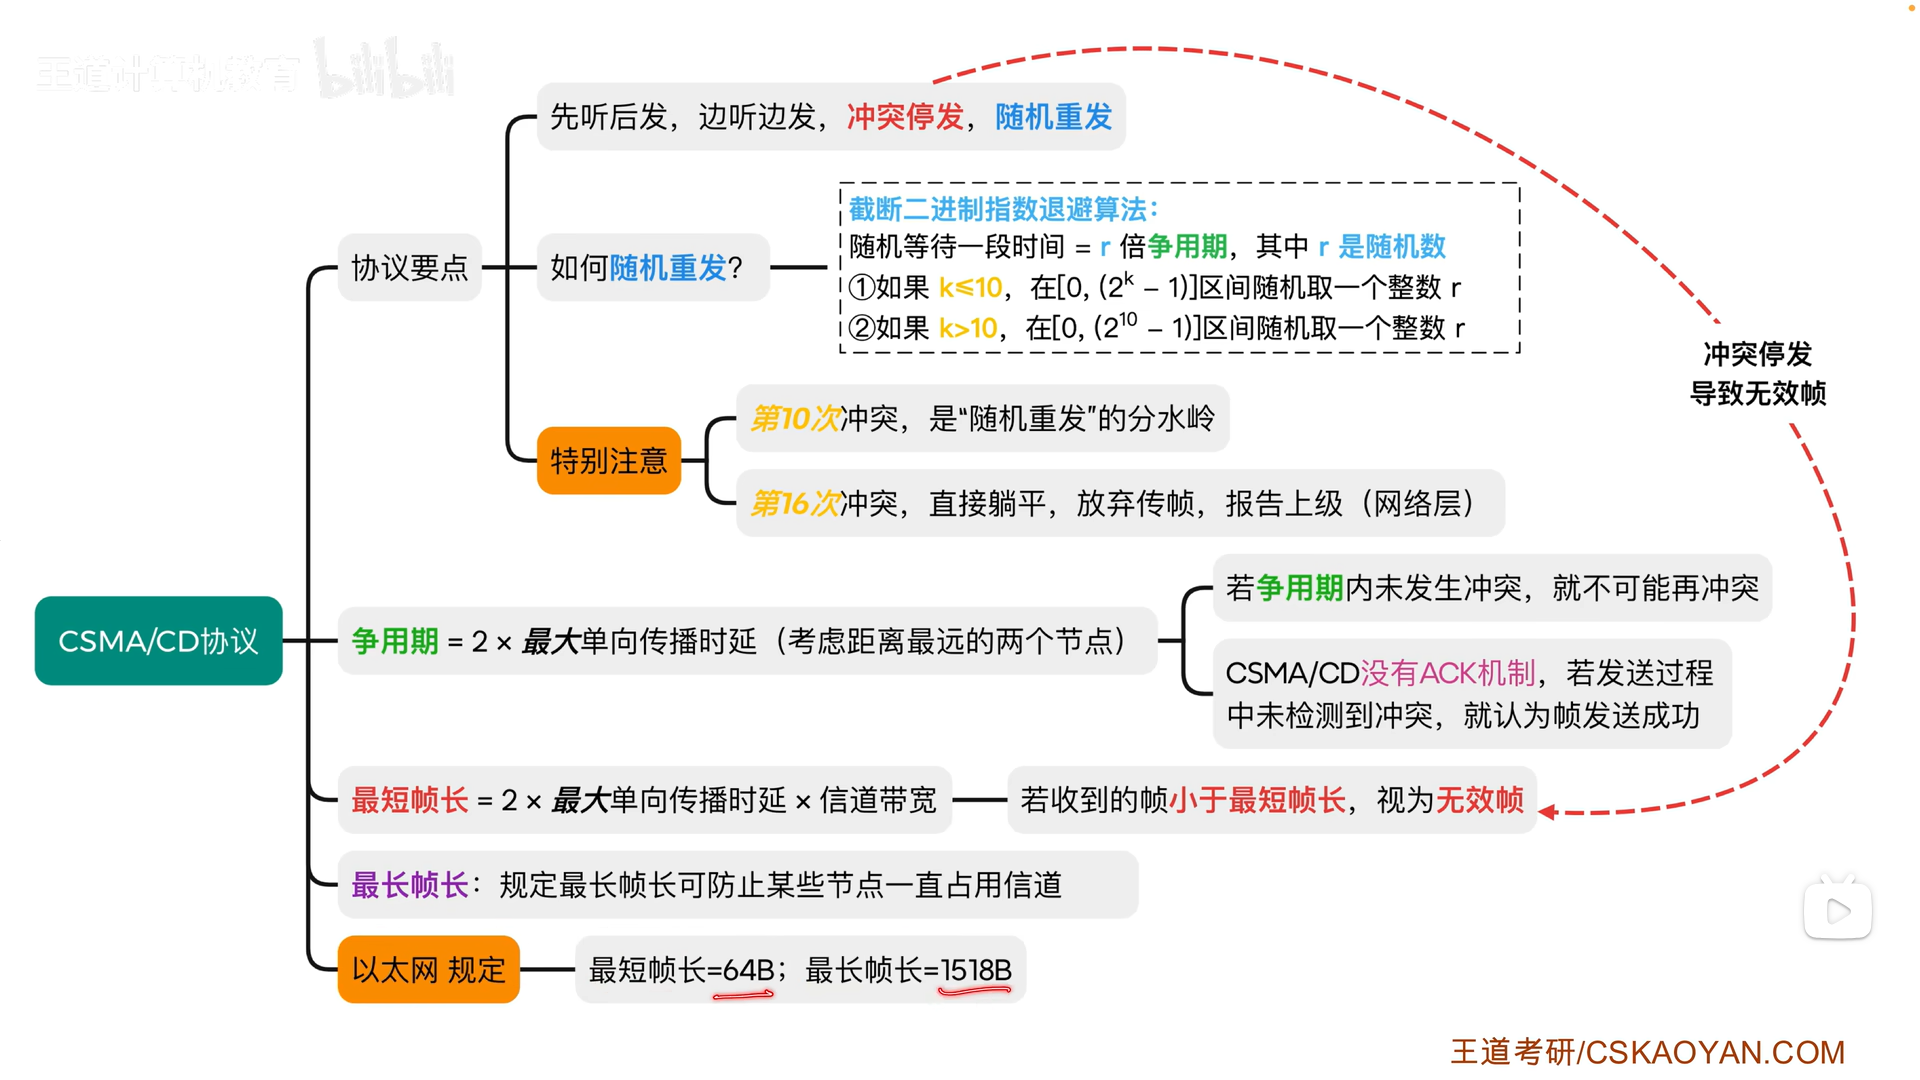 王道计算机教育 bilibili
先听后发，边听边发，冲突停发，随机重发
协议要点
如何随机重发？
截断二进制指数退避算法：
随机等待一段时间 = r 倍争用期，其中 r 是随机数
①如果 k≤10，在[0, (2^k – 1)]区间随机取一个整数 r
②如果 k>10，在[0, (2^10 – 1)]区间随机取一个整数 r
冲突停发
导致无效帧
特别注意
第10次冲突，是“随机重发”的分水岭
第16次冲突，直接躺平，放弃传帧，报告上级（网络层）
CSMA/CD协议
争用期 = 2 × 最大单向传播时延（考虑距离最远的两个节点）
若争用期内未发生冲突，就不可能再冲突
CSMA/CD没有ACK机制，若发送过程
中未检测到冲突，就认为帧发送成功
最短帧长 = 2 × 最大单向传播时延 × 信道带宽
若收到的帧小于最短帧长，视为无效帧
最长帧长：规定最长帧长可防止某些节点一直占用信道
以太网 规定
最短帧长=64B；最长帧长=1518B
王道考研/CSKAOYAN.COM